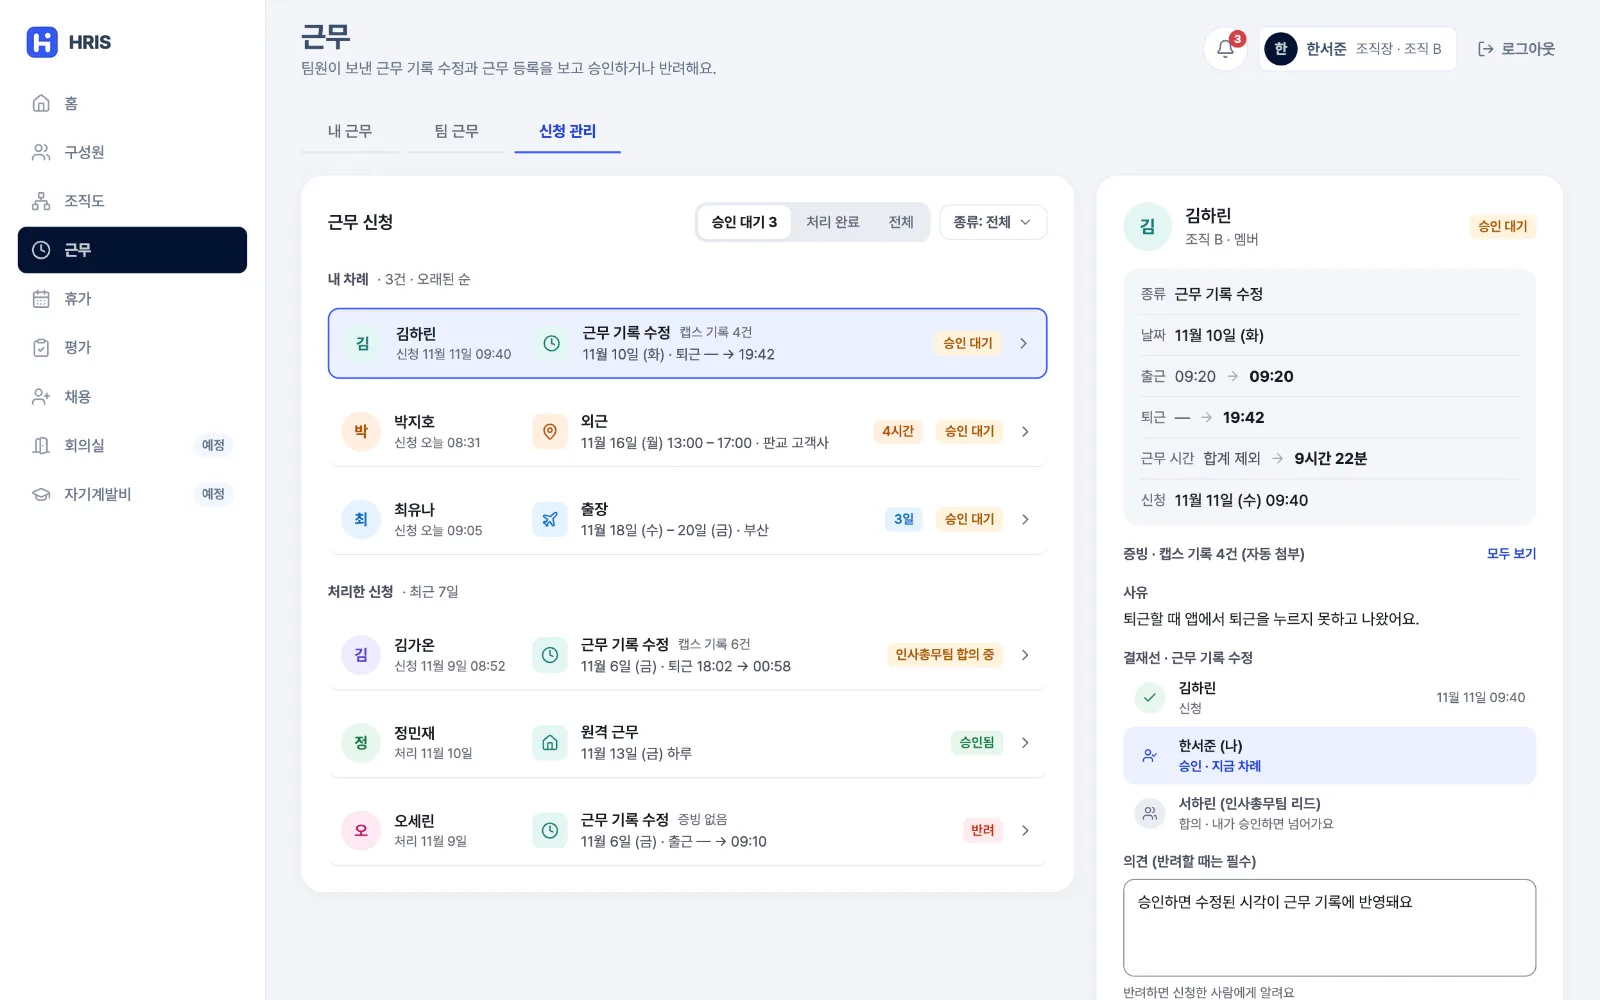 HRIS
홈
구성원
조직도
근무
휴가
평가
채용
회의실 예정
자기계발비 예정
근무
팀원이 보낸 근무 기록 수정과 근무 등록을 보고 승인하거나 반려해요.
3
한 한서준 조직장 · 조직 B
로그아웃
내 근무 팀 근무 신청 관리
근무 신청
승인 대기 3 처리 완료 전체
종류: 전체
내 차례 · 3건 · 오래된 순
김 김하린
신청 11월 11일 09:40
근무 기록 수정 캡스 기록 4건
11월 10일 (화) · 퇴근 — → 19:42
승인 대기
박 박지호
신청 오늘 08:31
외근
11월 16일 (월) 13:00 – 17:00 · 판교 고객사
4시간 승인 대기
최 최유나
신청 오늘 09:05
출장
11월 18일 (수) – 20일 (금) · 부산
3일 승인 대기
처리한 신청 · 최근 7일
김 김가온
신청 11월 9일 08:52
근무 기록 수정 캡스 기록 6건
11월 6일 (금) · 퇴근 18:02 → 00:58
인사총무팀 합의 중
정 정민재
처리 11월 10일
원격 근무
11월 13일 (금) 하루
승인됨
오 오세린
처리 11월 9일
근무 기록 수정 증빙 없음
11월 6일 (금) · 출근 — → 09:10
반려
김 김하린
조직 B · 멤버
승인 대기
종류 근무 기록 수정
날짜 11월 10일 (화)
출근 09:20 → 09:20
퇴근 — → 19:42
근무 시간 합계 제외 → 9시간 22분
신청 11월 11일 (수) 09:40
증빙 · 캡스 기록 4건 (자동 첨부) 모두 보기
사유
퇴근할 때 앱에서 퇴근을 누르지 못하고 나왔어요.
결재선 · 근무 기록 수정
김하린
신청
11월 11일 09:40
한서준 (나)
승인 · 지금 차례
서하린 (인사총무팀 리드)
합의 · 내가 승인하면 넘어가요
의견 (반려할 때는 필수)
승인하면 수정된 시각이 근무 기록에 반영돼요
반려하면 신청한 사람에게 알려요